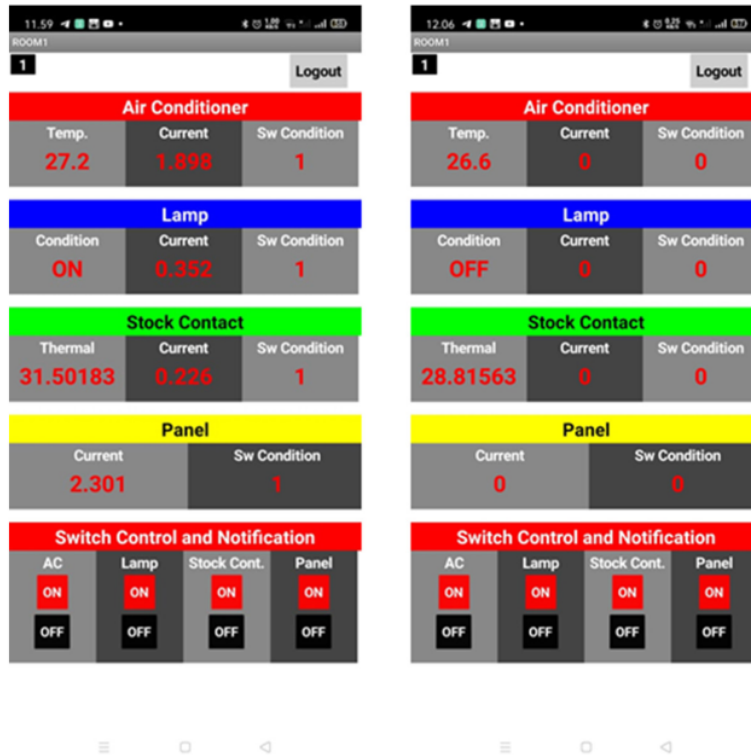 11.59
ROOM1
1
Logout
Air Conditioner
Temp. Current Sw Condition
27.2 1.898 1
Lamp
Condition Current Sw Condition
ON 0.352 1
Stock Contact
Thermal Current Sw Condition
31.50183 0.226 1
Panel
Current Sw Condition
2.301 1
Switch Control and Notification
AC Lamp Stock Cont. Panel
ON ON ON ON
OFF OFF OFF OFF
12.06
ROOM1
1
Logout
Air Conditioner
Temp. Current Sw Condition
26.6 0 0
Lamp
Condition Current Sw Condition
OFF 0 0
Stock Contact
Thermal Current Sw Condition
28.81563 0 0
Panel
Current Sw Condition
0 0
Switch Control and Notification
AC Lamp Stock Cont. Panel
ON ON ON ON
OFF OFF OFF OFF